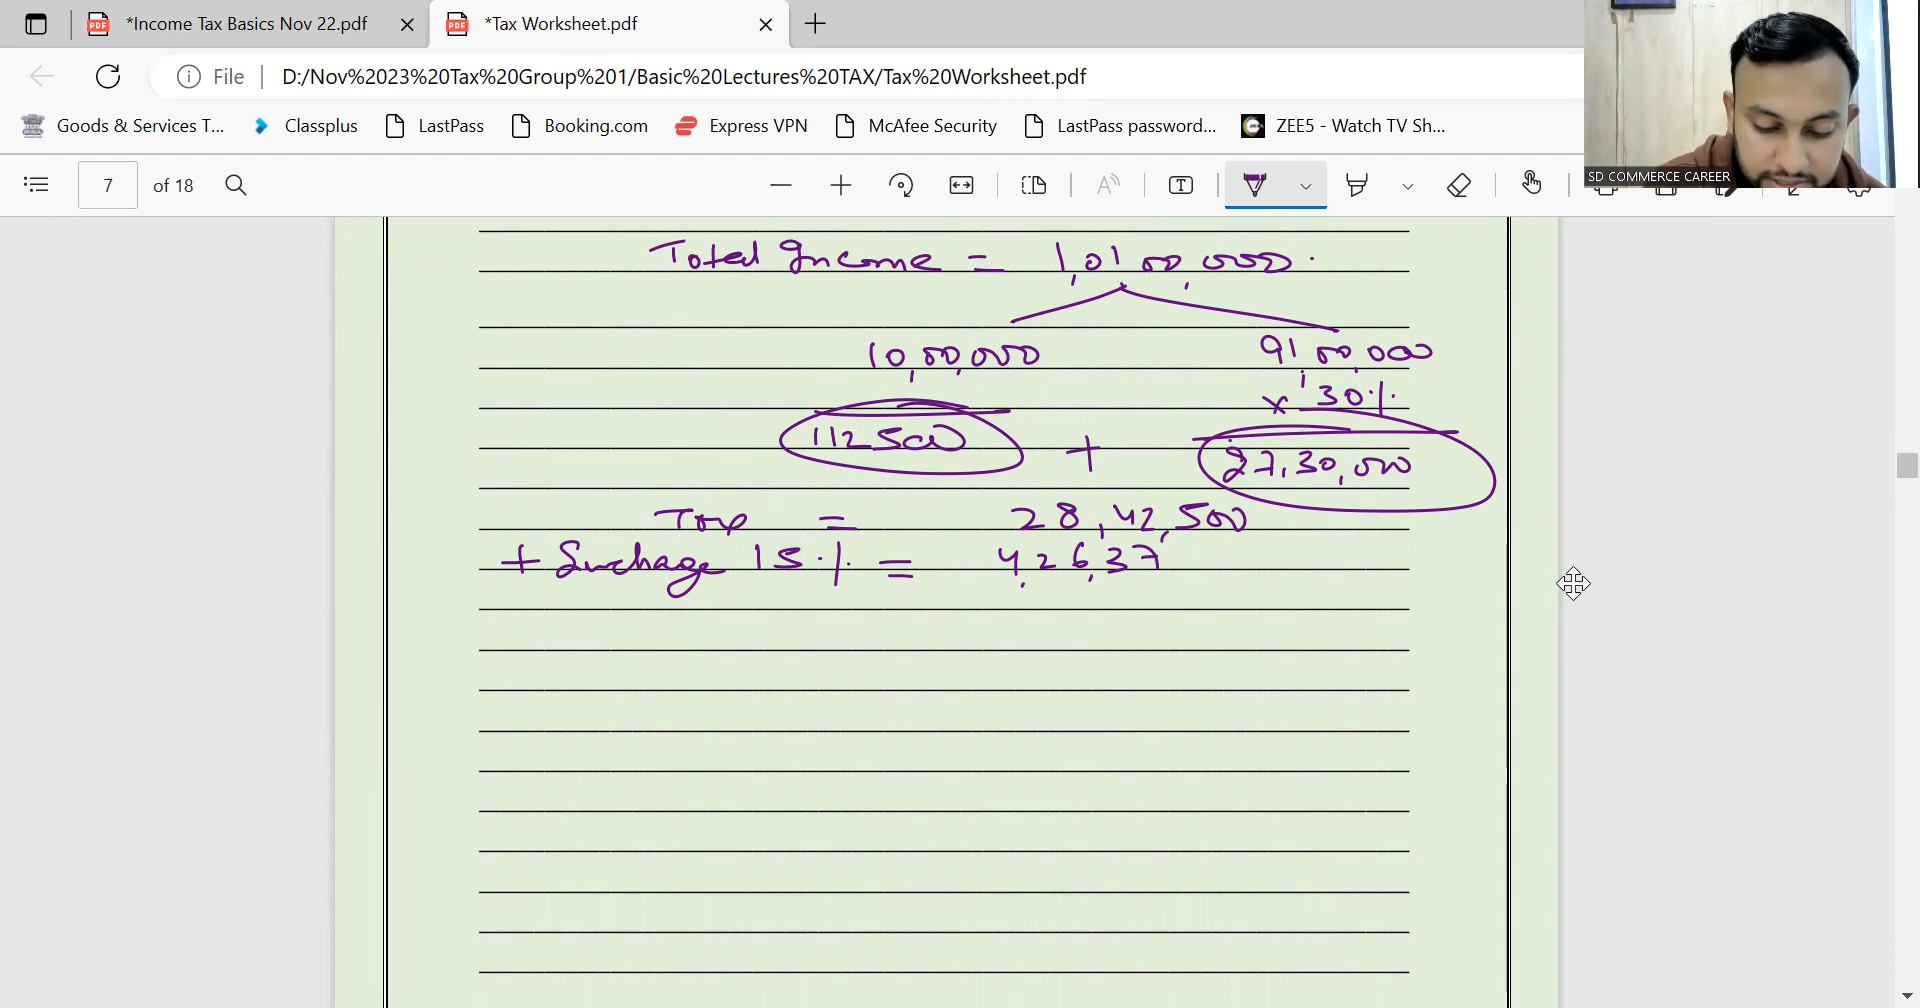 *Income Tax Basics Nov 22.pdf
*Tax Worksheet.pdf
File
D:/Nov%2023%20Tax%20Group%201/Basic%20Lectures%20TAX/Tax%20Worksheet.pdf
Goods & Services T...
Classplus
LastPass
Booking.com
Express VPN
McAfee Security
LastPass password...
ZEE5 - Watch TV Sh...
SD COMMERCE CAREER
7 of 18
Total Income = 1,01,00,000.
10,00,000 91,00,000
x 30%
112500 + 27,30,000
Tax = 28,42,500
+ Surchage 15% = 4,26,37